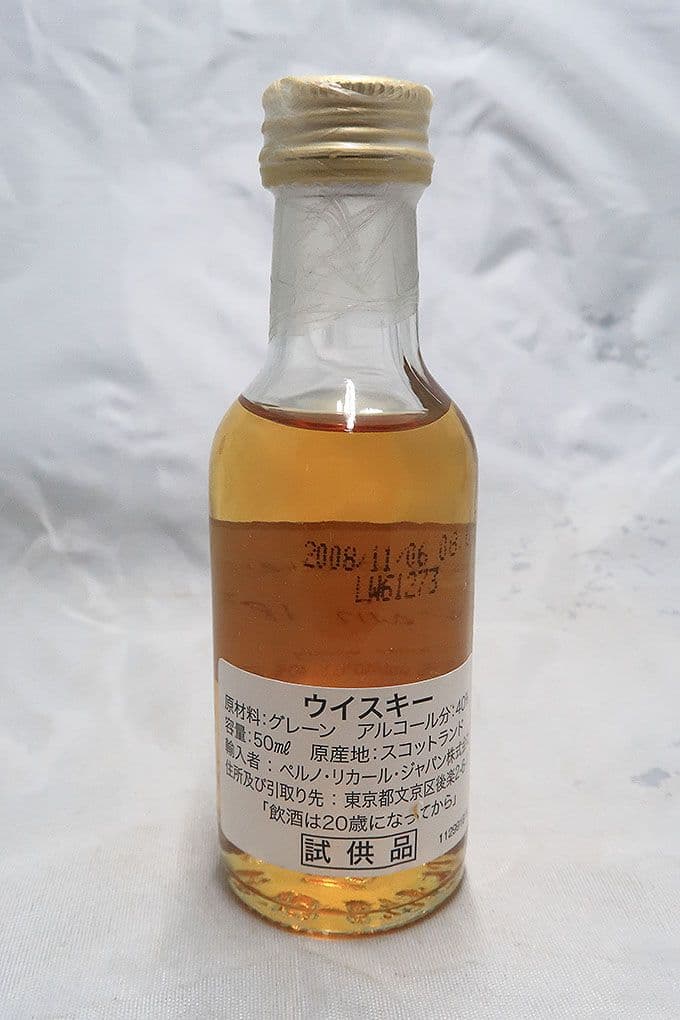 2008/11/06 08
LW61273
ウイスキー
原材料：グレーン アルコール分：40%
容量：50mℓ 原産地：スコットランド
輸入者：ペルノ・リカール・ジャパン株式会
住所及び引取り先：東京都文京区後楽2-6-
「飲酒は20歳になってから」
試供品